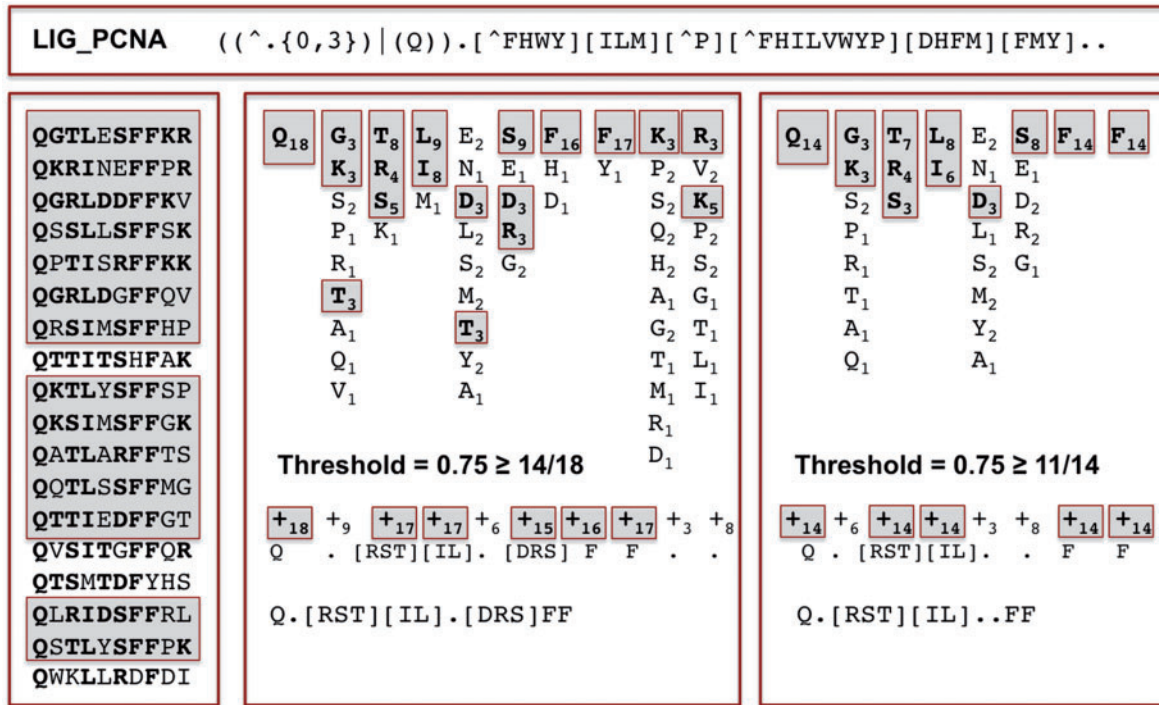 LIG_PCNA ((^.{0,3})|(Q)).[^FHWY][ILM][^P][^FHILVWYP][DHFM][FMY]..
QGTLESFFKR
QKRINEFFPR
QGRLDDFFKV
QSSLLSFFSK
QPTISRFFKK
QGRLDGFFQV
QRSIMSFFHP
QTTITSHFAK
QKTLYSFFSP
QKSIMSFFGK
QATLARFFTS
QQTLSSFFMG
QTTIEDFFGT
QVSITGFFQR
QTSMTDFYHS
QLRIDSFFRL
QSTLYSFFPK
QWKLLRDFDI
Q18 G3 T8 L9 E2 S9 F16 F17 K3 R3
K3 R4 I8 N1 E1 H1 Y1 P2 V2
S2 S5 M1 D3 D3 D1 S2 K5
P1 K1 L2 R3 Q2 P2
R1 S2 G2 H2 S2
T3 M2 A1 G1
A1 T3 G2 T1
Q1 Y2 T1 L1
V1 A1 M1 I1
R1
D1
Threshold = 0.75 ≥ 14/18
+18 +9 +17 +17 +6 +15 +16 +17 +3 +8
Q . [RST][IL]. [DRS] F F . .
Q.[RST][IL].[DRS]FF
Q14 G3 T7 L8 E2 S8 F14 F14
K3 R4 I6 N1 E1
S2 S3 D3 D2
P1 L1 R2
R1 S2 G1
T1 M2
A1 Y2
Q1 A1
Threshold = 0.75 ≥ 11/14
+14 +6 +14 +14 +3 +8 +14 +14
Q . [RST][IL]. . F F
Q.[RST][IL]..FF